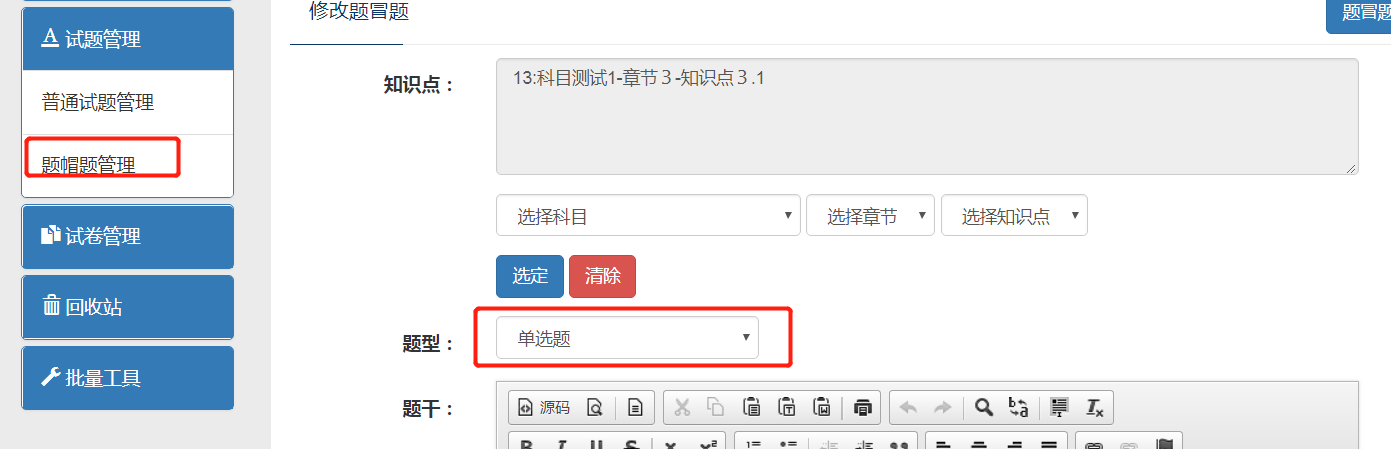 试题管理
普通试题管理
题帽题管理
试卷管理
回收站
批量工具
修改题冒题
题冒题
知识点：
13:科目测试1-章节３-知识点３.1
选择科目
选择章节
选择知识点
选定
清除
题型：
单选题
题干：
源码